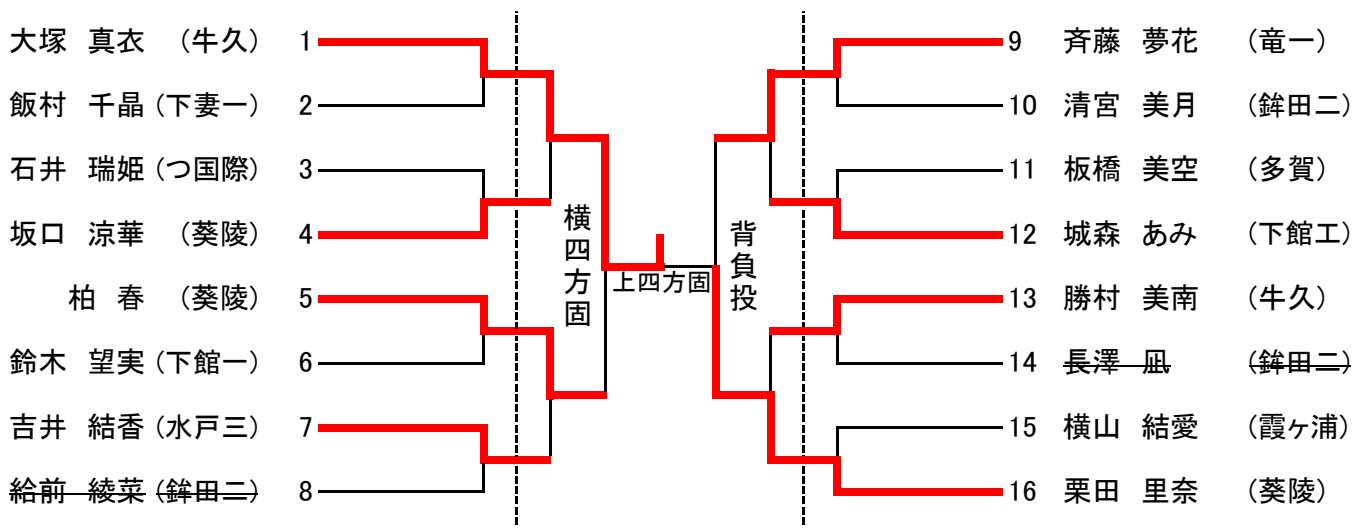 大塚 真衣 (牛久) 1
飯村 千晶 (下妻一) 2
石井 瑞姫 (つ国際) 3
坂口 涼華 (葵陵) 4
柏 春 (葵陵) 5
鈴木 望実 (下館一) 6
吉井 結香 (水戸三) 7
給前 綾菜 (鉾田二) 8
横四方固
上四方固
背負投
9 斉藤 夢花 (竜一)
10 清宮 美月 (鉾田二)
11 板橋 美空 (多賀)
12 城森 あみ (下館工)
13 勝村 美南 (牛久)
14 長澤 凪 (鉾田二)
15 横山 結愛 (霞ヶ浦)
16 栗田 里奈 (葵陵)